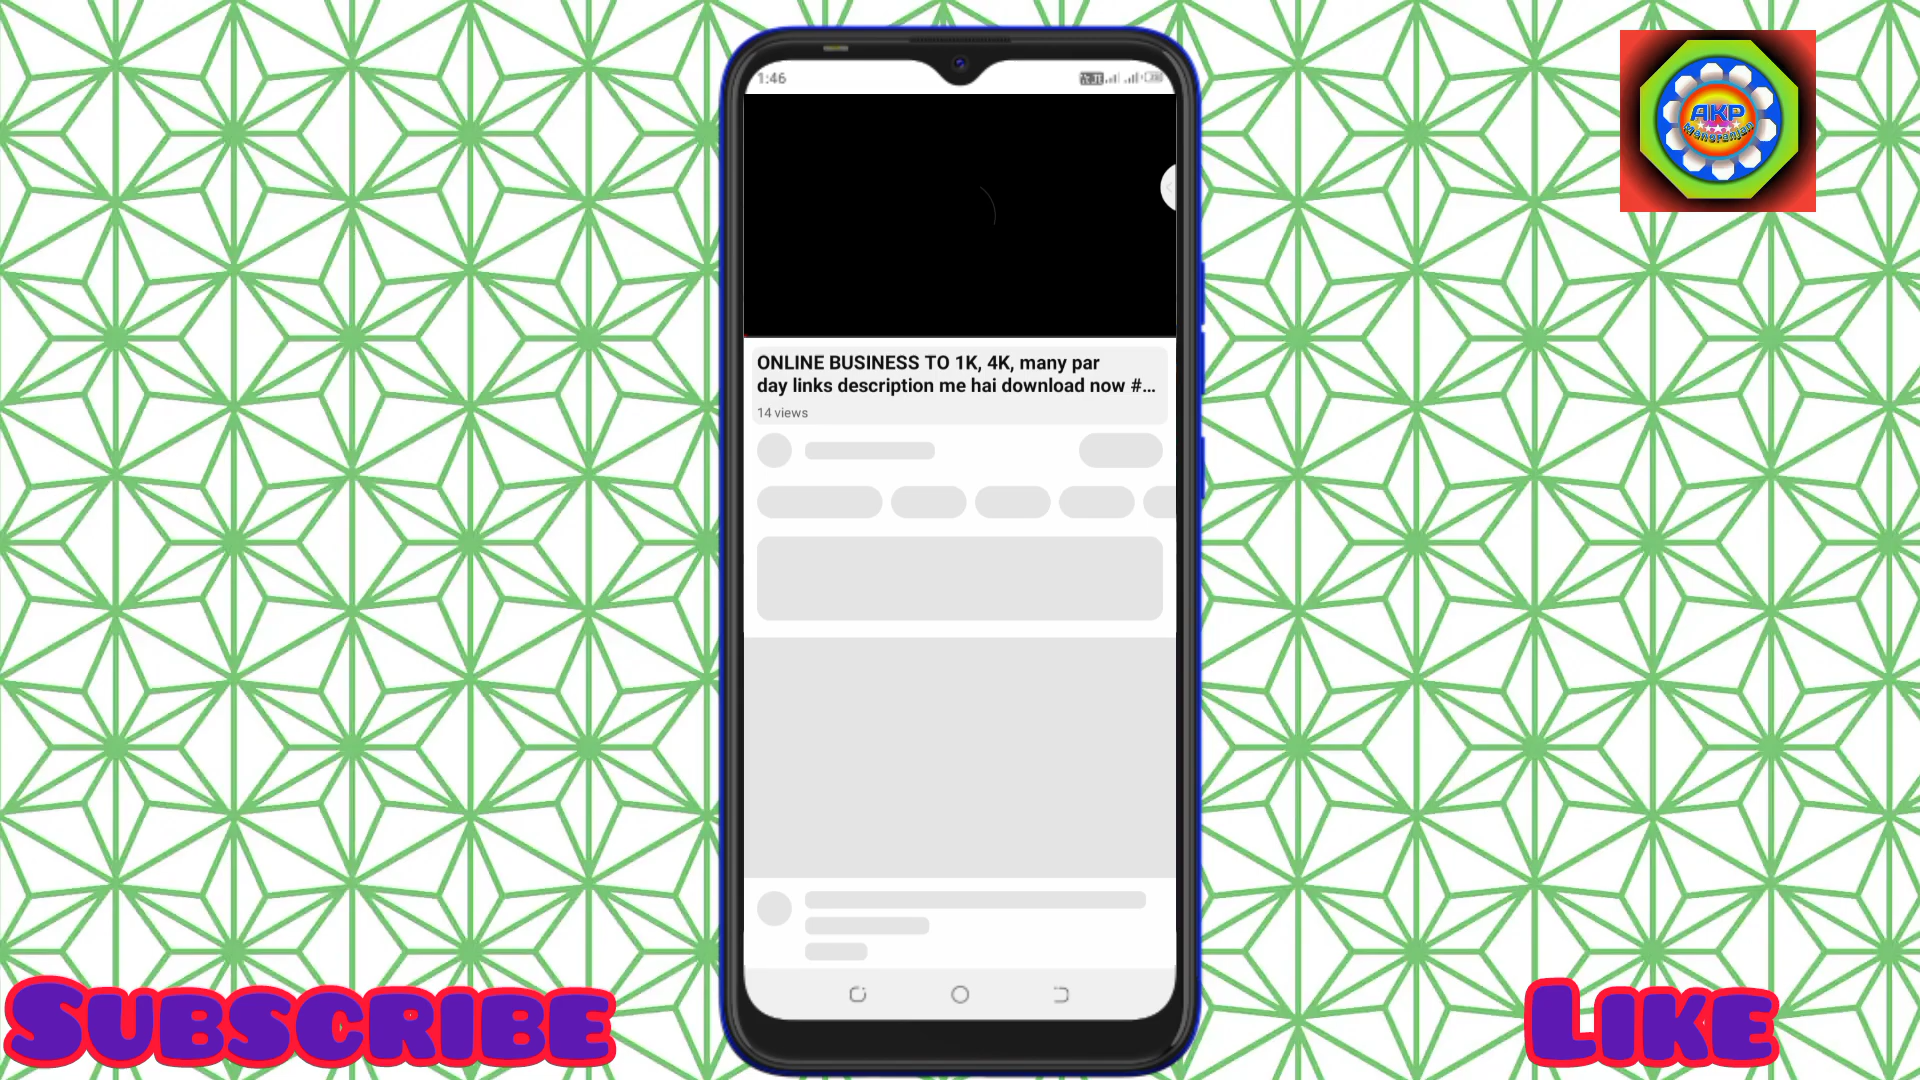 1:46
AKP
Manoranjan
ONLINE BUSINESS TO 1K, 4K, many par
day links description me hai download now #...
14 views
SUBSCRIBE
LIKE